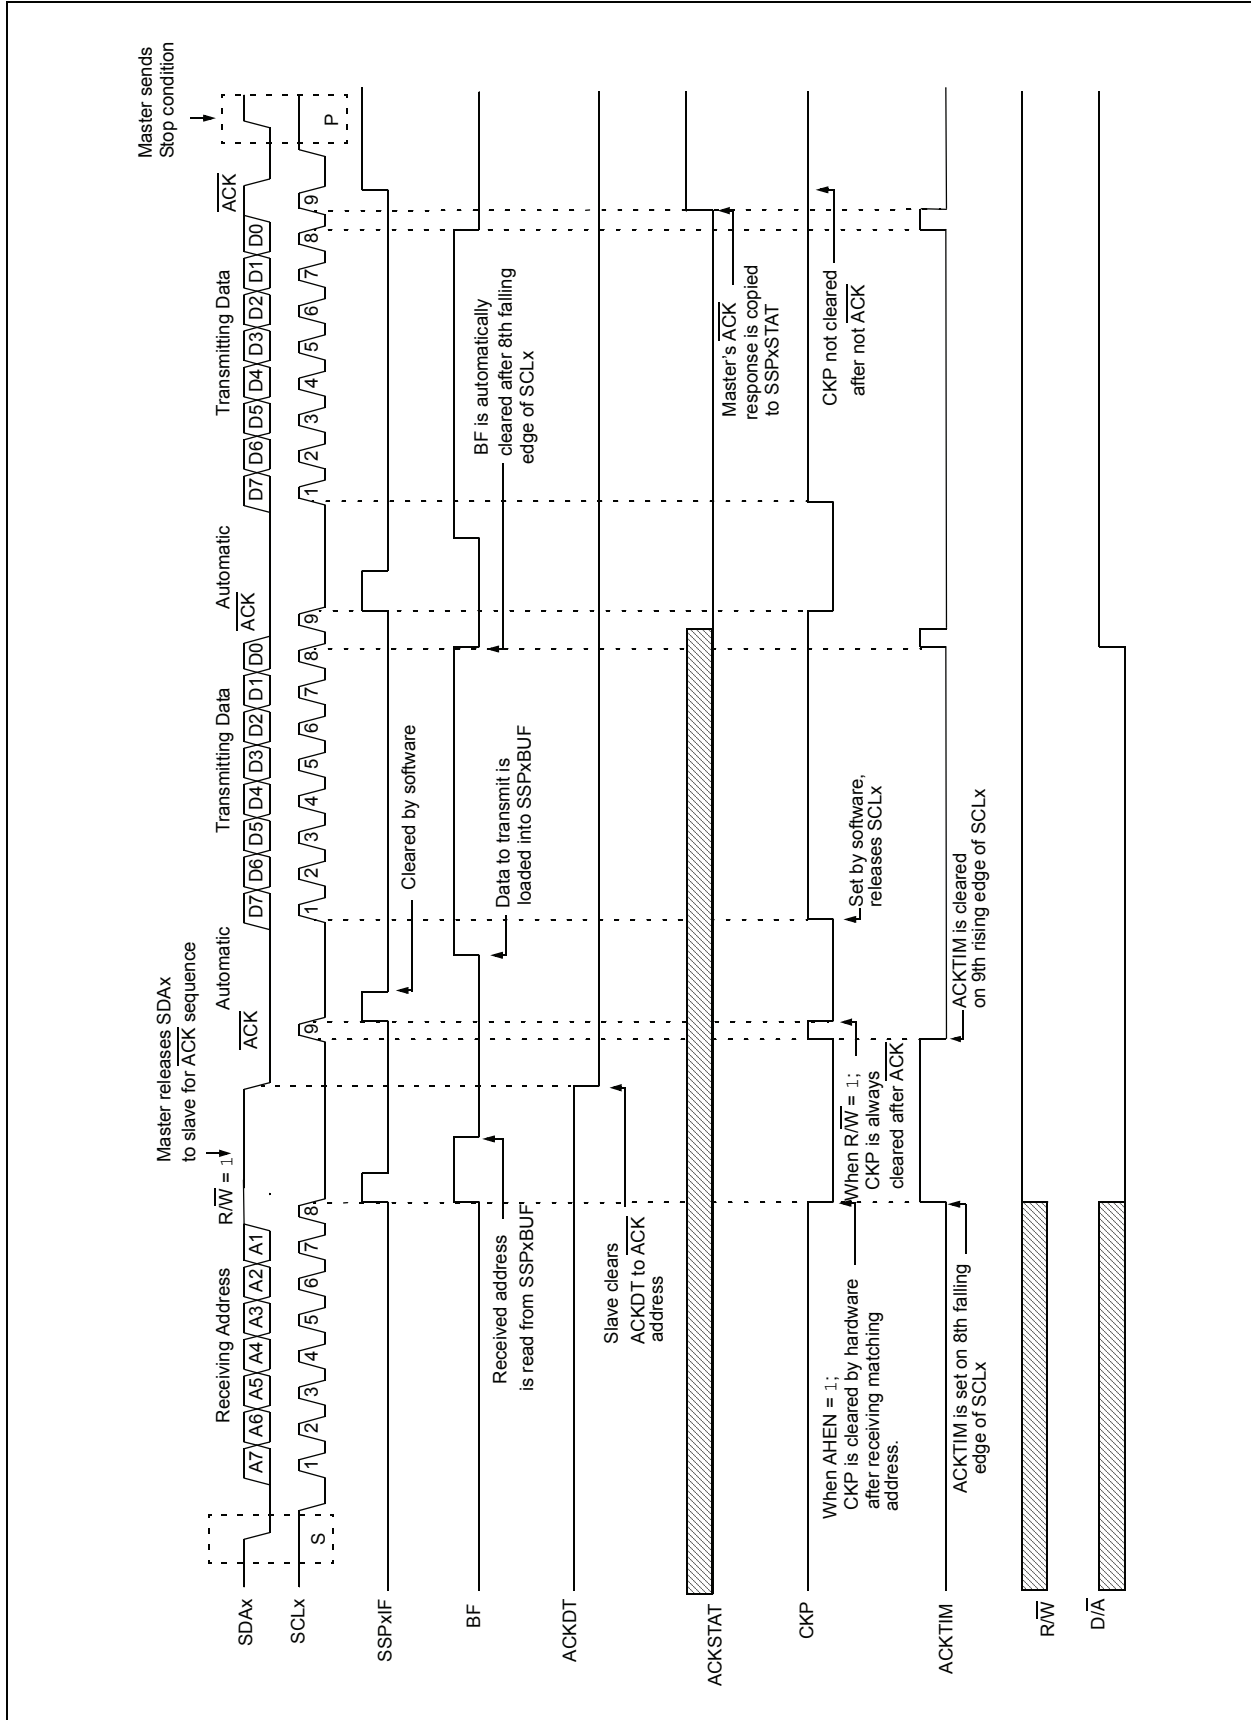 Master releases SDAx
to slave for ACK sequence
Master sends
Stop condition
Receiving Address
R/W = 1
ACK
Automatic
Transmitting Data
ACK
Automatic
Transmitting Data
ACK
SDAx
A7 A6 A5 A4 A3 A2 A1
D7 D6 D5 D4 D3 D2 D1 D0
D7 D6 D5 D4 D3 D2 D1 D0
SCLx
S
1 2 3 4 5 6 7 8
9
1 2 3 4 5 6 7 8 9
1 2 3 4 5 6 7 8 9
P
SSPxIF
Cleared by software
BF
Received address
is read from SSPxBUF
Data to transmit is
loaded into SSPxBUF
BF is automatically
cleared after 8th falling
edge of SCLx
ACKDT
Slave clears
ACKDT to ACK
address
ACKSTAT
Master's ACK
response is copied
to SSPxSTAT
CKP
When AHEN = 1;
CKP is cleared by hardware
after receiving matching
address.
When R/W = 1;
CKP is always
cleared after ACK
Set by software,
releases SCLx
CKP not cleared
after not ACK
ACKTIM
ACKTIM is set on 8th falling
edge of SCLx
ACKTIM is cleared
on 9th rising edge of SCLx
R/W
D/A